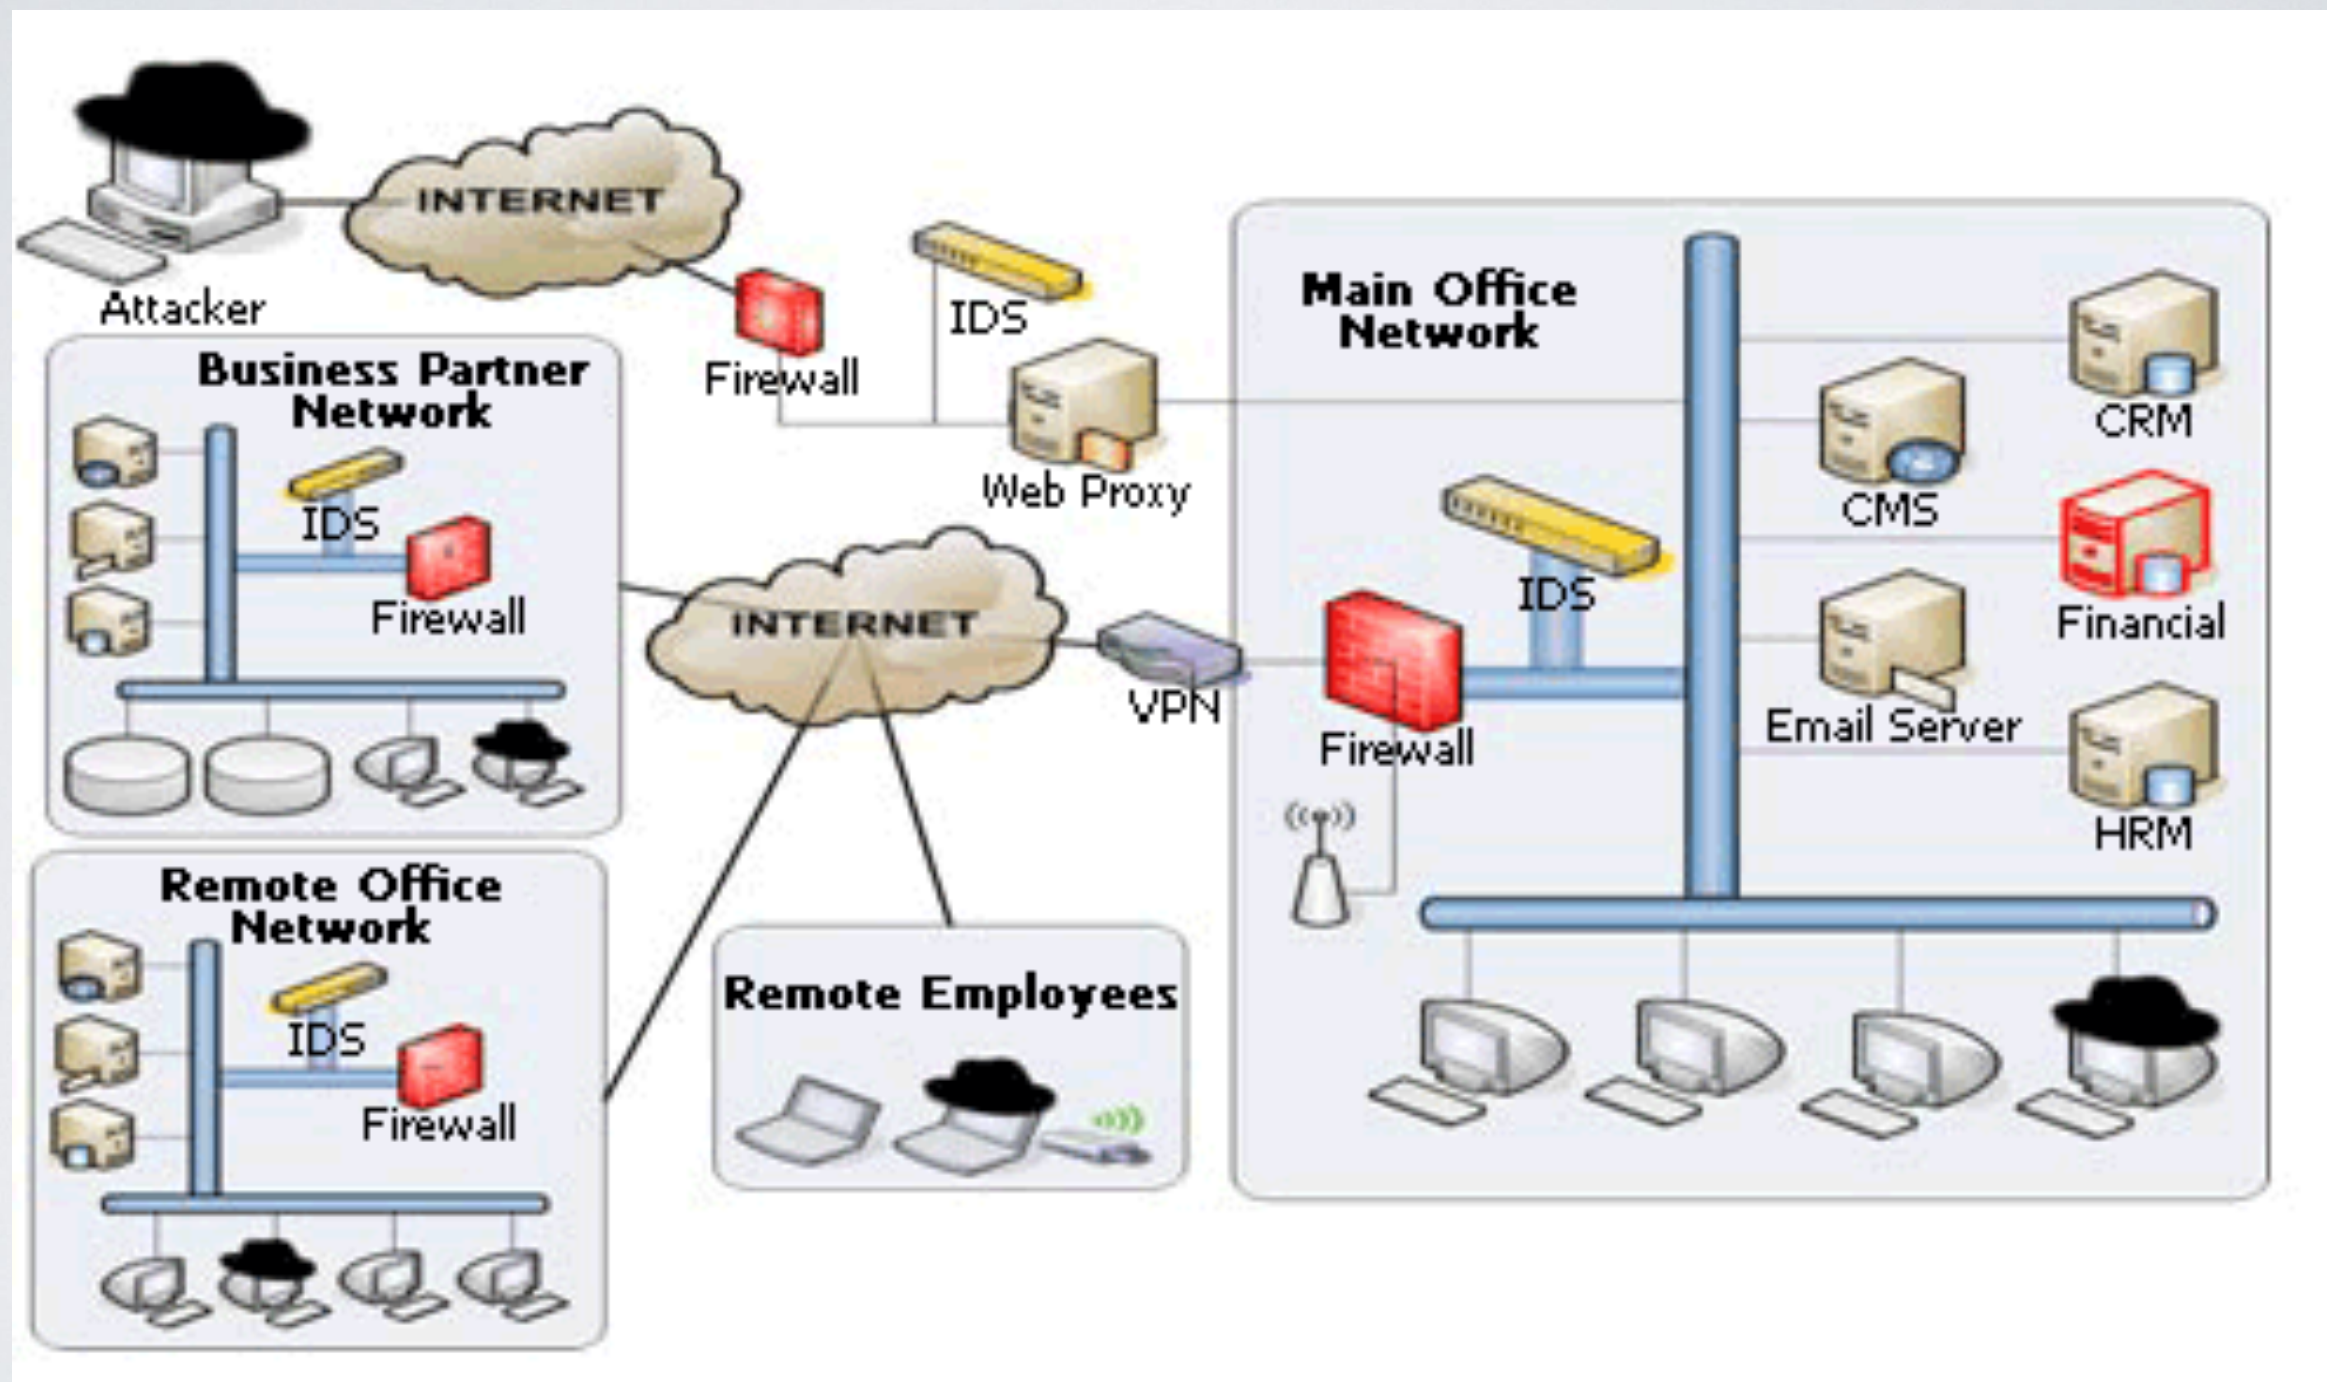 INTERNET
Attacker
Firewall
IDS
Web Proxy
Business Partner
Network
IDS
Firewall
INTERNET
VPN
Remote Office
Network
IDS
Firewall
Remote Employees
Main Office
Network
IDS
Firewall
CRM
CMS
Financial
Email Server
HRM